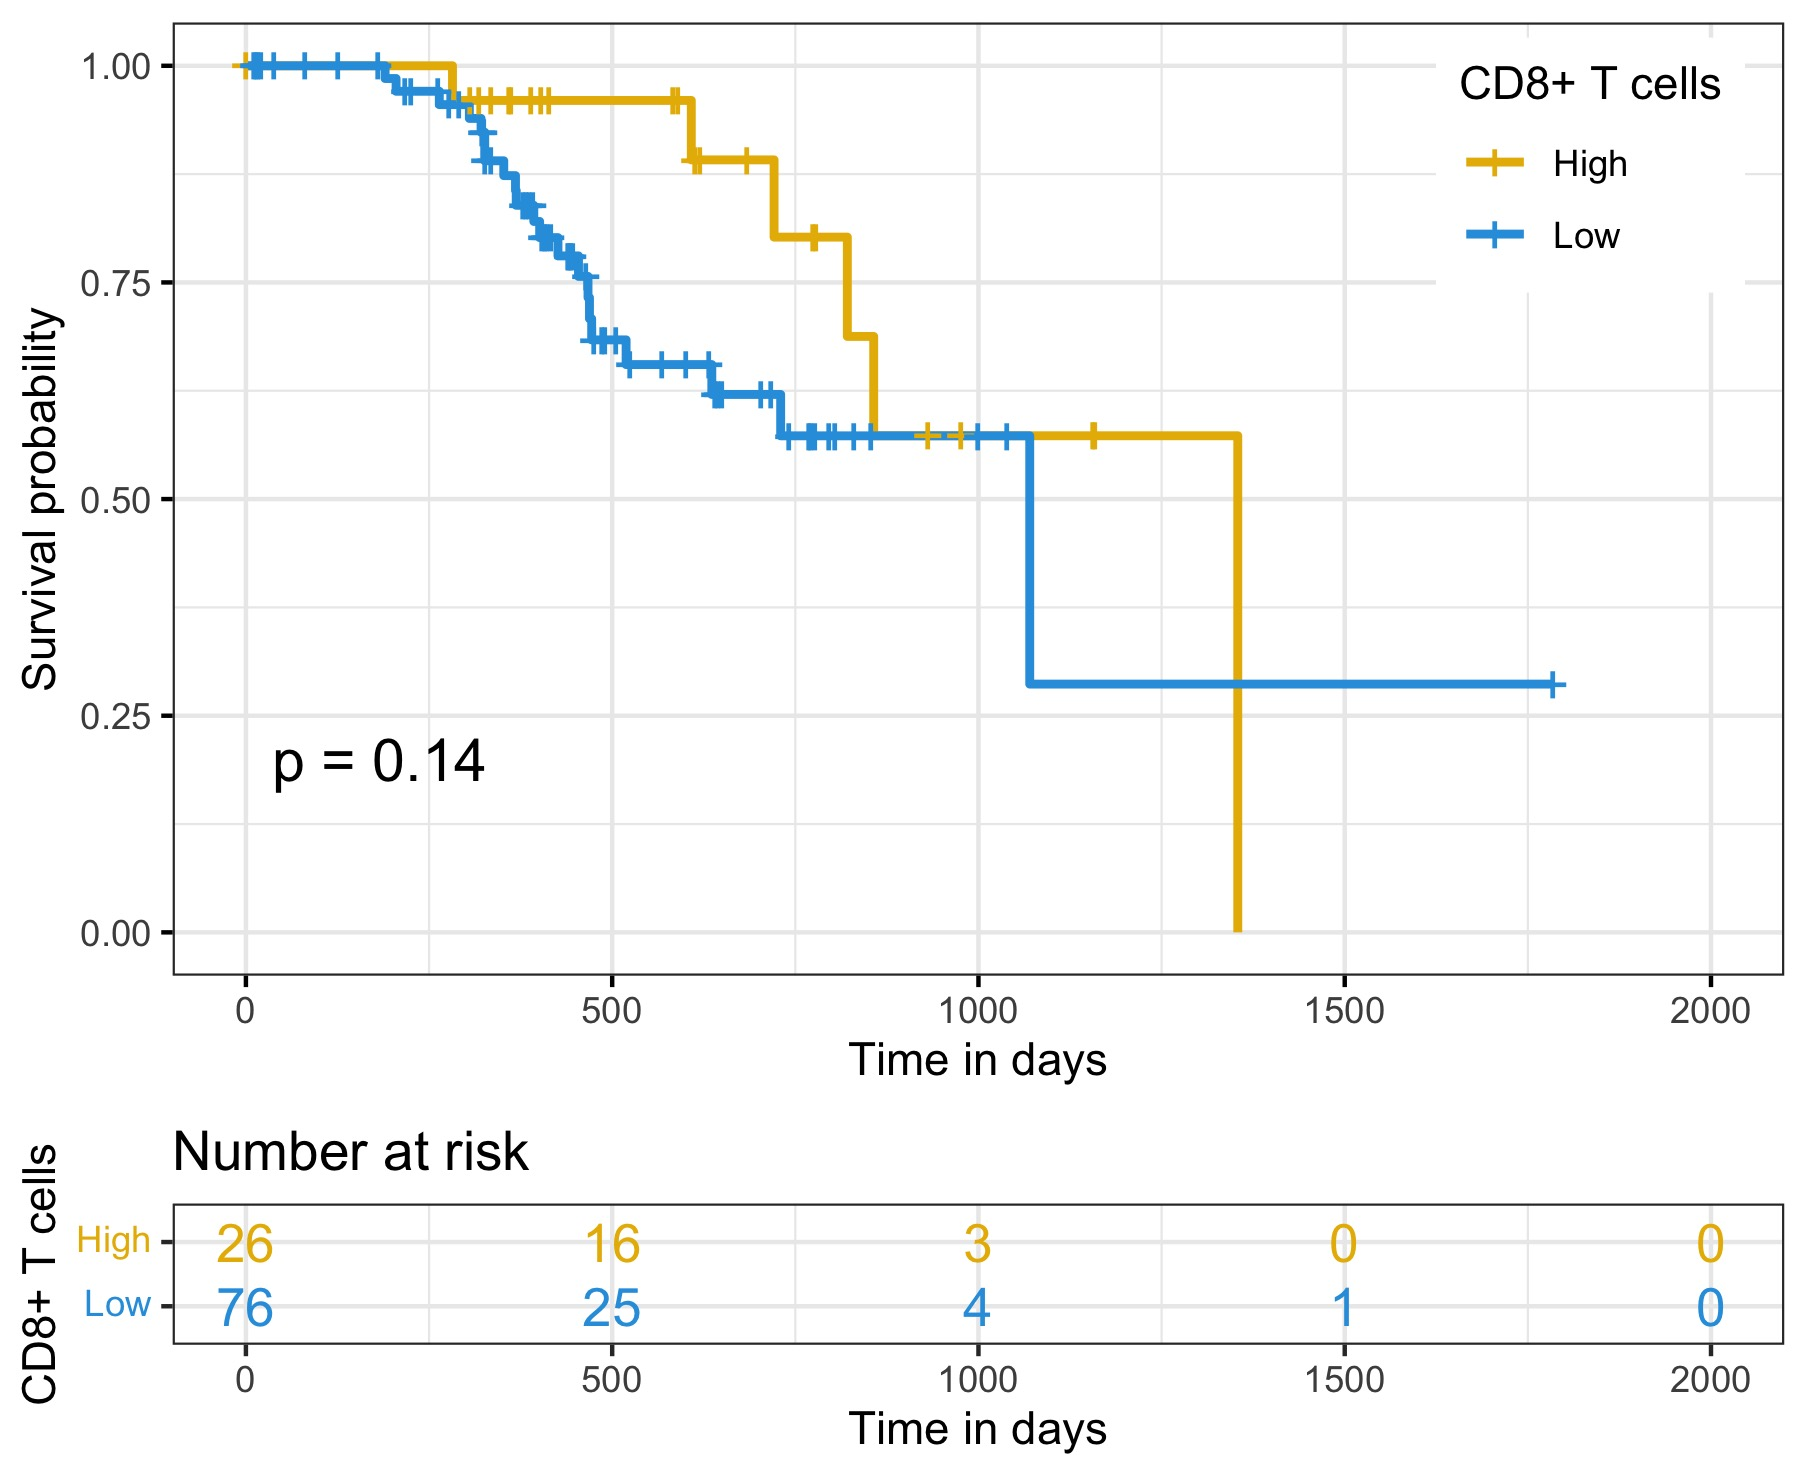 CD8+ T cells
High
Low
1.00
0.75
0.50
0.25
0.00
Survival probability
p = 0.14
0 500 1000 1500 2000
Time in days
Number at risk
CD8+ T cells
High 26 16 3 0 0
Low 76 25 4 1 0
0 500 1000 1500 2000
Time in days